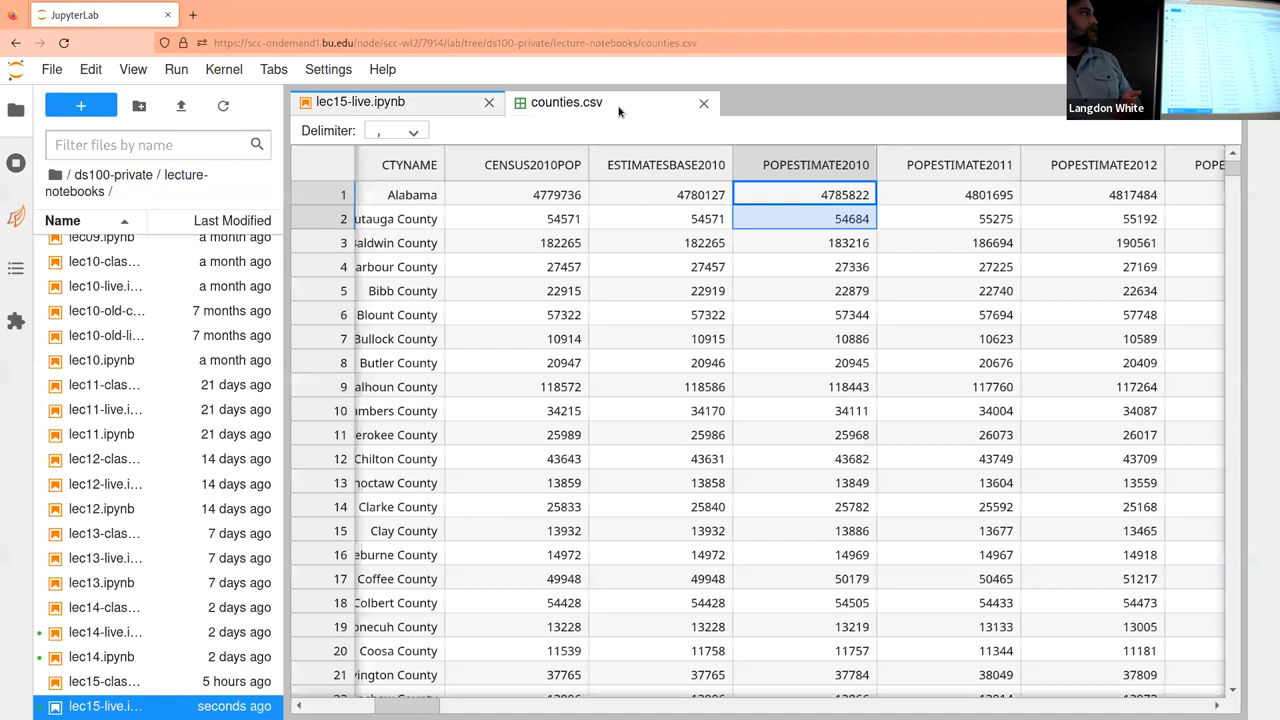 JupyterLab
https://scc-ondemand1.bu.edu/node/scc-wl2/7914/lab/tree/ds100-private/lecture-notebooks/counties.csv
Langdon White
File Edit View Run Kernel Tabs Settings Help
lec15-live.ipynb counties.csv
Delimiter: ,
Filter files by name
/ ds100-private / lecture-
notebooks /
Name Last Modified
lec09.ipynb a month ago
lec10-clas… a month ago
lec10-live.i… a month ago
lec10-old-c… 7 months ago
lec10-old-li… 7 months ago
lec10.ipynb a month ago
lec11-clas… 21 days ago
lec11-live.i… 21 days ago
lec11.ipynb 21 days ago
lec12-clas… 14 days ago
lec12-live.i… 14 days ago
lec12.ipynb 14 days ago
lec13-clas… 7 days ago
lec13-live.i… 7 days ago
lec13.ipynb 7 days ago
lec14-clas… 2 days ago
lec14-live.i… 2 days ago
lec14.ipynb 2 days ago
lec15-clas… 5 hours ago
lec15-live.i… seconds ago
CTYNAME CENSUS2010POP ESTIMATESBASE2010 POPESTIMATE2010 POPESTIMATE2011 POPESTIMATE2012 POPE
1 Alabama 4779736 4780127 4785822 4801695 4817484
2 utauga County 54571 54571 54684 55275 55192
3 Baldwin County 182265 182265 183216 186694 190561
4 arbour County 27457 27457 27336 27225 27169
5 Bibb County 22915 22919 22879 22740 22634
6 Blount County 57322 57322 57344 57694 57748
7 Bullock County 10914 10915 10886 10623 10589
8 Butler County 20947 20946 20945 20676 20409
9 alhoun County 118572 118586 118443 117760 117264
10 ambers County 34215 34170 34111 34004 34087
11 erokee County 25989 25986 25968 26073 26017
12 Chilton County 43643 43631 43682 43749 43709
13 hoctaw County 13859 13858 13849 13604 13559
14 Clarke County 25833 25840 25782 25592 25168
15 Clay County 13932 13932 13886 13677 13465
16 eburne County 14972 14972 14969 14967 14918
17 Coffee County 49948 49948 50179 50465 51217
18 Colbert County 54428 54428 54505 54433 54473
19 onecuh County 13228 13228 13219 13133 13005
20 Coosa County 11539 11758 11757 11344 11181
21 vington County 37765 37765 37784 38049 37809